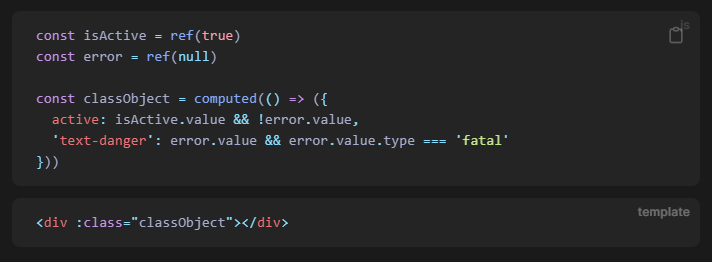 js
const isActive = ref(true)
const error = ref(null)

const classObject = computed(() => ({
  active: isActive.value && !error.value,
  'text-danger': error.value && error.value.type === 'fatal'
}))
template
<div :class="classObject"></div>